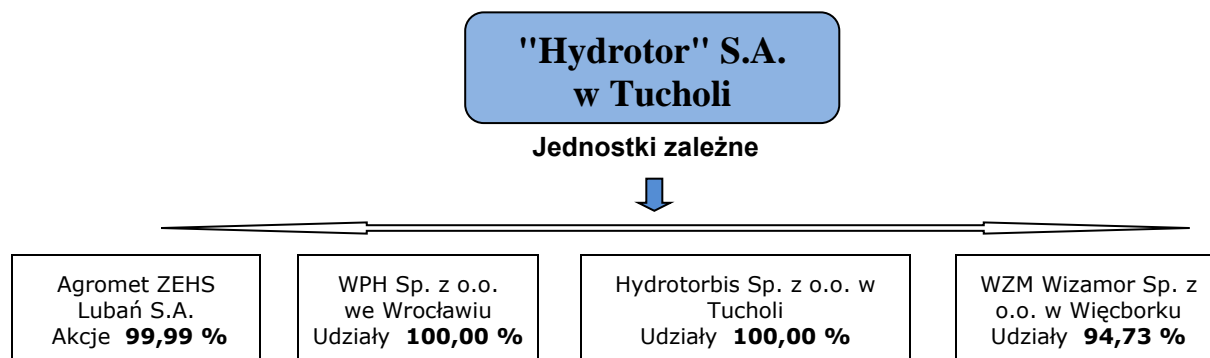 "Hydrotor" S.A.
w Tucholi
Jednostki zależne
Agromet ZEHS
Lubań S.A.
Akcje 99,99 %
WPH Sp. z o.o.
we Wrocławiu
Udziały 100,00 %
Hydrotorbis Sp. z o.o. w
Tucholi
Udziały 100,00 %
WZM Wizamor Sp. z
o.o. w Więcborku
Udziały 94,73 %